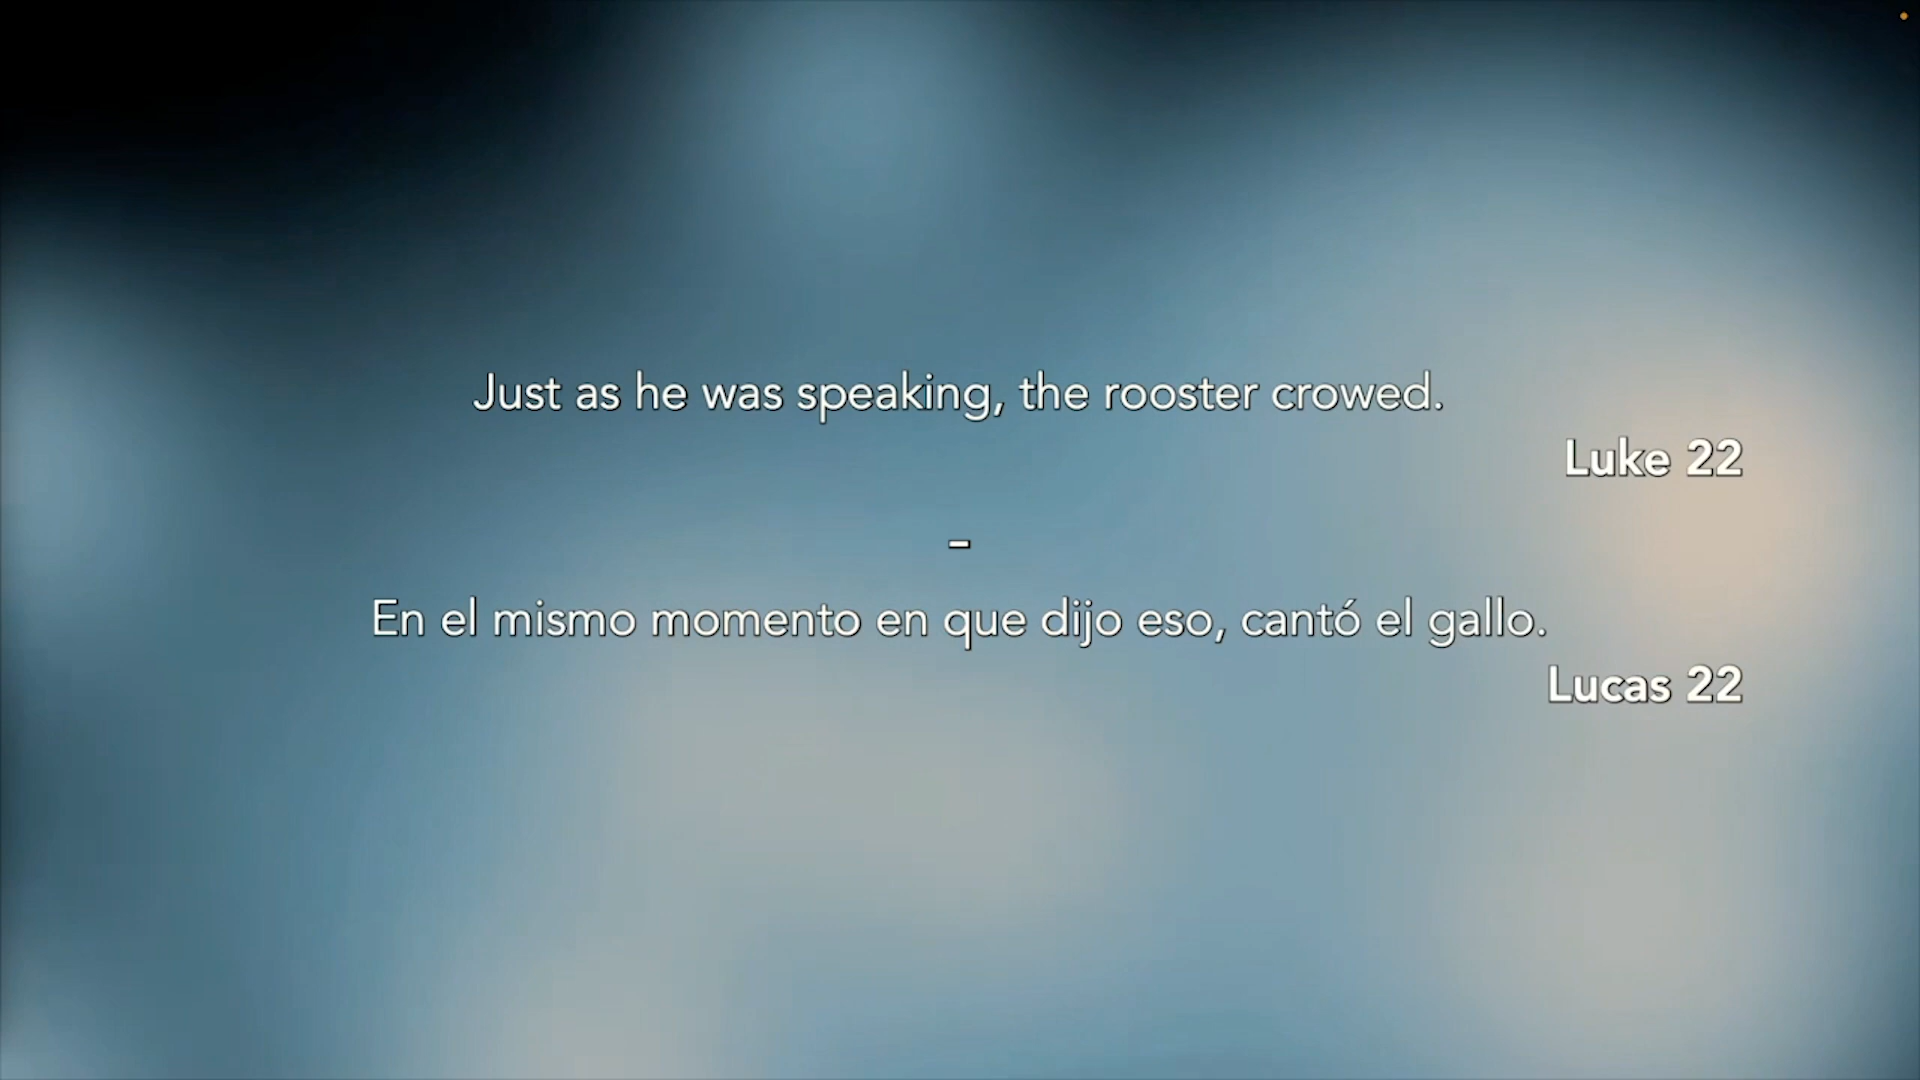 Just as he was speaking, the rooster crowed.
Luke 22
–
En el mismo momento en que dijo eso, cantó el gallo.
Lucas 22